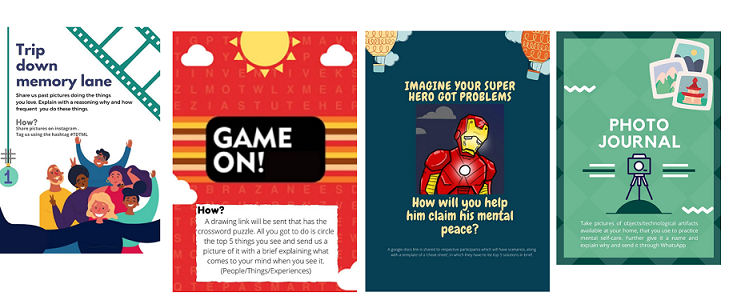 Trip
down
memory lane
Share us past pictures doing the things
you love. Explain with a reasoning why and how
frequent you do these things.
How?
Share pictures on instagram..
Tag us using the hashtag #TDTML
#
1
GAME
ON!
How?
A drawing link will be sent that has the
crossword puzzle. All you got to do is circle
the top 5 things you see and send us a
picture of it with a brief explaining what
comes to your mind when you see it.
(People/Things/Experiences)
IMAGINE YOUR SUPER
HERO GOT PROBLEMS
How will you help
him claim his mental
peace?
A google docs link is shared to respective participants which will have scenarios, along
with a template of a cheat sheet, in which they have to list top 5 solutions in brief.
PHOTO
JOURNAL
Take pictures of objects/technological artifacts
available at your home, that you use to practice
mental self-care. Further give it a name and
explain why and send it through WhatsApp